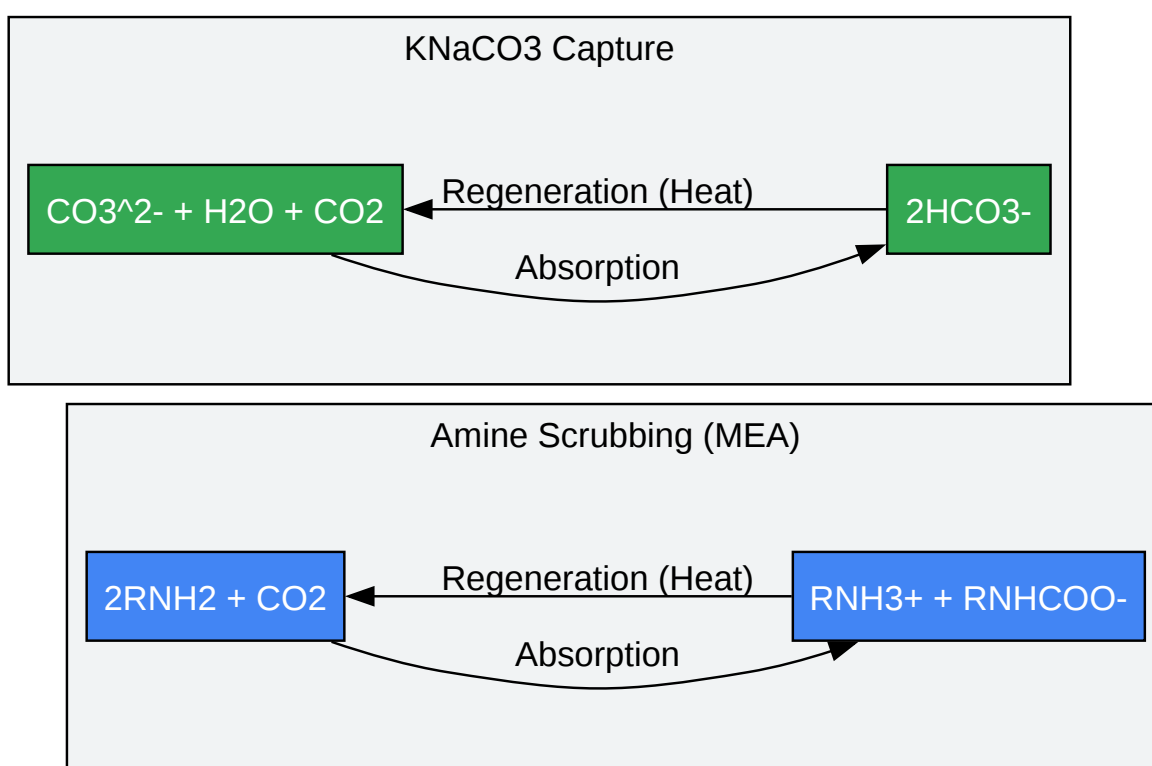 KNaCO3 Capture
CO3^2- + H2O + CO2
Regeneration (Heat)
2HCO3-
Absorption
Amine Scrubbing (MEA)
2RNH2 + CO2
Regeneration (Heat)
RNH3+ + RNHCOO-
Absorption